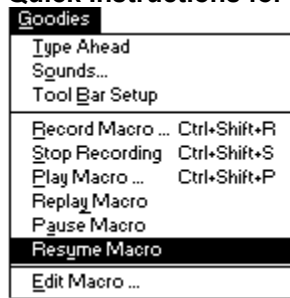 Quick Instructions for
Goodies
Type Ahead
Sounds...
Tool Bar Setup
Record Macro ... Ctrl+Shift+R
Stop Recording Ctrl+Shift+S
Play Macro ... Ctrl+Shift+P
Replay Macro
Pause Macro
Resume Macro
Edit Macro ...